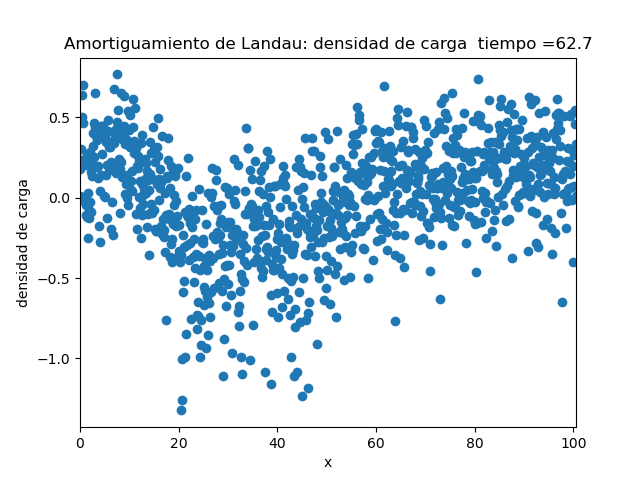 Amortiguamiento de Landau: densidad de carga  tiempo =62.7
densidad de carga
0.5
0.0
−0.5
−1.0
0 20 40 60 80 100
x